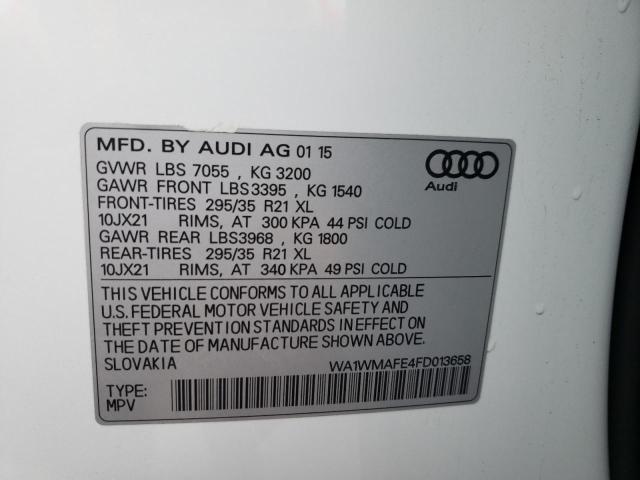 MFD. BY AUDI AG 01 15
GVWR LBS 7055 , KG 3200
GAWR FRONT LBS3395 , KG 1540
FRONT-TIRES 295/35 R21 XL
10JX21 RIMS, AT 300 KPA 44 PSI COLD
GAWR REAR LBS3968 , KG 1800
REAR-TIRES 295/35 R21 XL
10JX21 RIMS, AT 340 KPA 49 PSI COLD
Audi
THIS VEHICLE CONFORMS TO ALL APPLICABLE
U.S. FEDERAL MOTOR VEHICLE SAFETY AND
THEFT PREVENTION STANDARDS IN EFFECT ON
THE DATE OF MANUFACTURE SHOWN ABOVE.
SLOVAKIA WA1WMAFE4FD013658
TYPE:
MPV